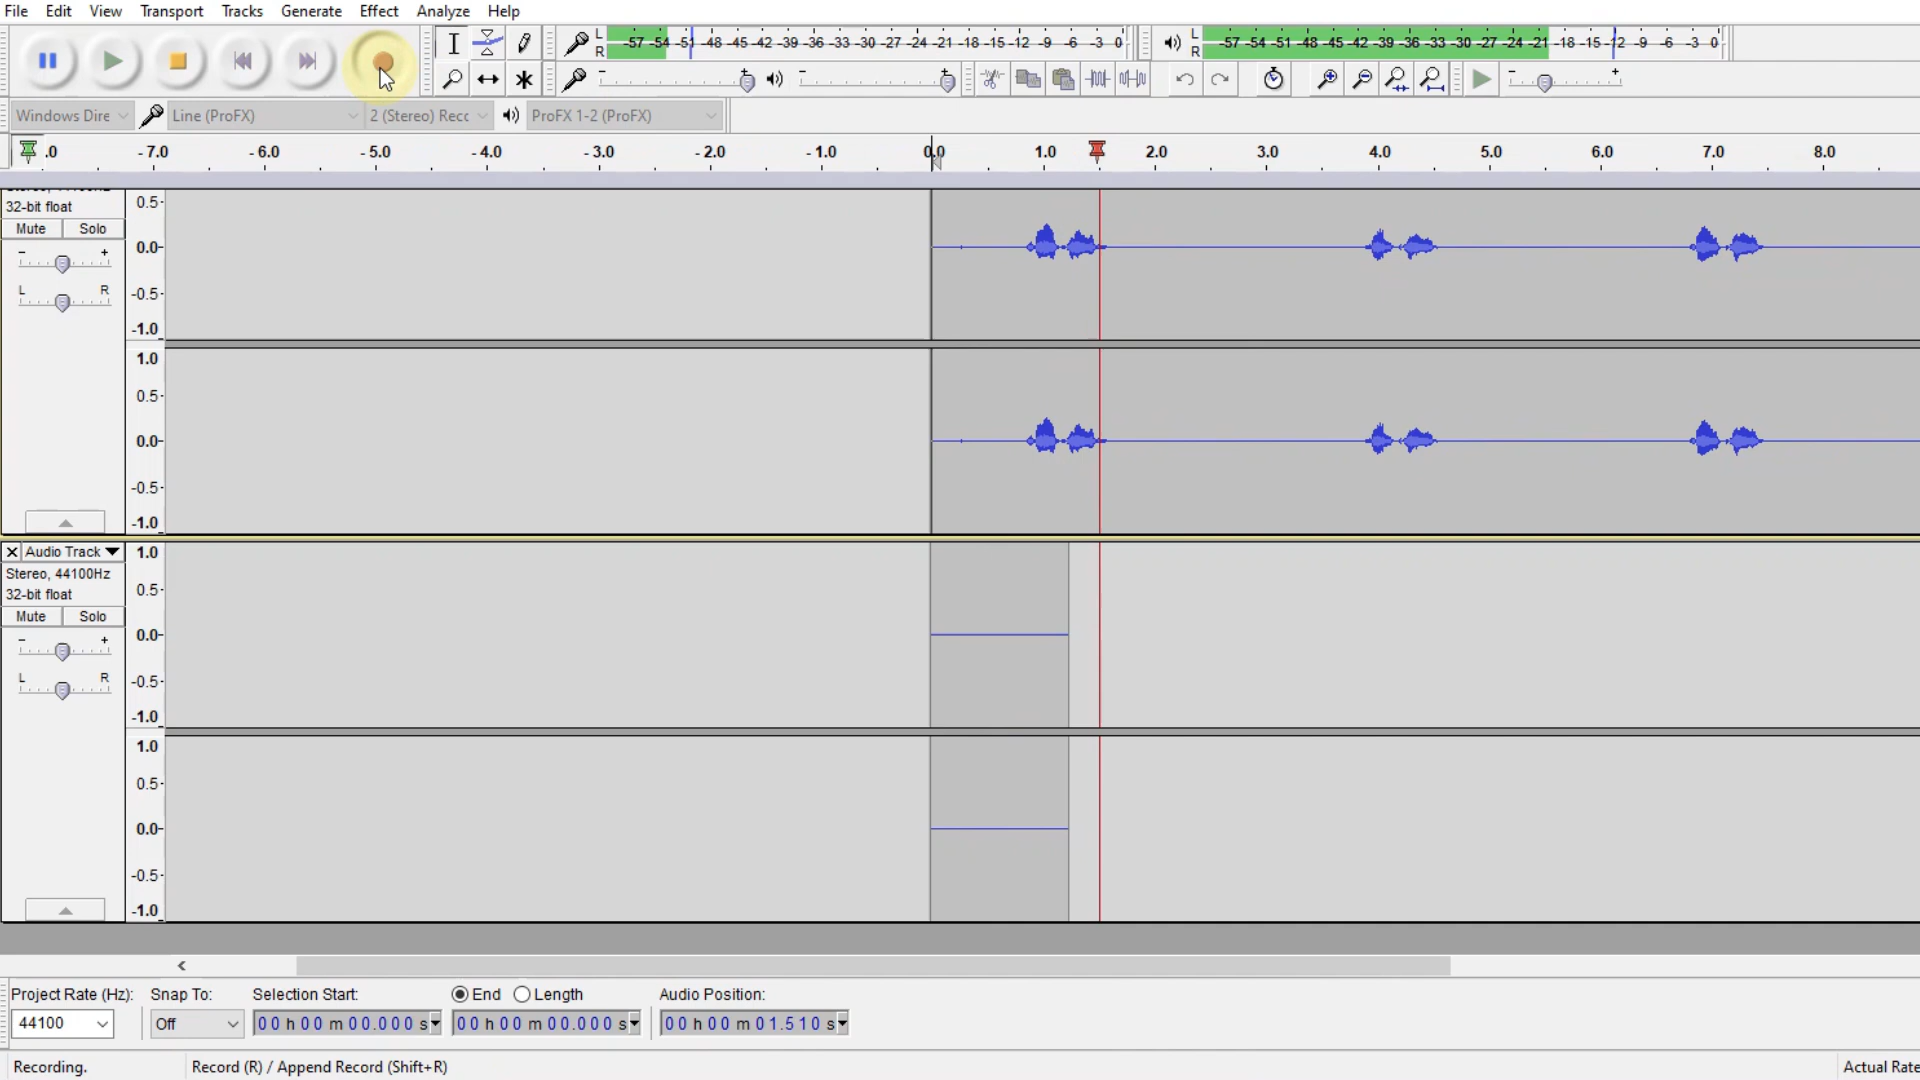 File Edit View Transport Tracks Generate Effect Analyze Help
L
R
-57 -54 -51 -48 -45 -42 -39 -36 -33 -30 -27 -24 -21 -18 -15 -12 -9 -6 -3 0
L
R
-57 -54 -51 -48 -45 -42 -39 -36 -33 -30 -27 -24 -21 -18 -15 -12 -9 -6 -3 0
Windows Dire Line (ProFX) 2 (Stereo) Recc ProFX 1-2 (ProFX)
.0 -7.0 -6.0 -5.0 -4.0 -3.0 -2.0 -1.0 0.0 1.0 2.0 3.0 4.0 5.0 6.0 7.0 8.0
32-bit float
Mute Solo
- +
L R
0.5
0.0
-0.5
-1.0
1.0
0.5
0.0
-0.5
-1.0
X Audio Track
Stereo, 44100Hz
32-bit float
Mute Solo
- +
L R
1.0
0.5
0.0
-0.5
-1.0
1.0
0.5
0.0
-0.5
-1.0
Project Rate (Hz): Snap To: Selection Start: End Length Audio Position:
44100 Off 00 h 00 m 00.000 s 00 h 00 m 00.000 s 00 h 00 m 01.510 s
Recording. Record (R) / Append Record (Shift+R) Actual Rate